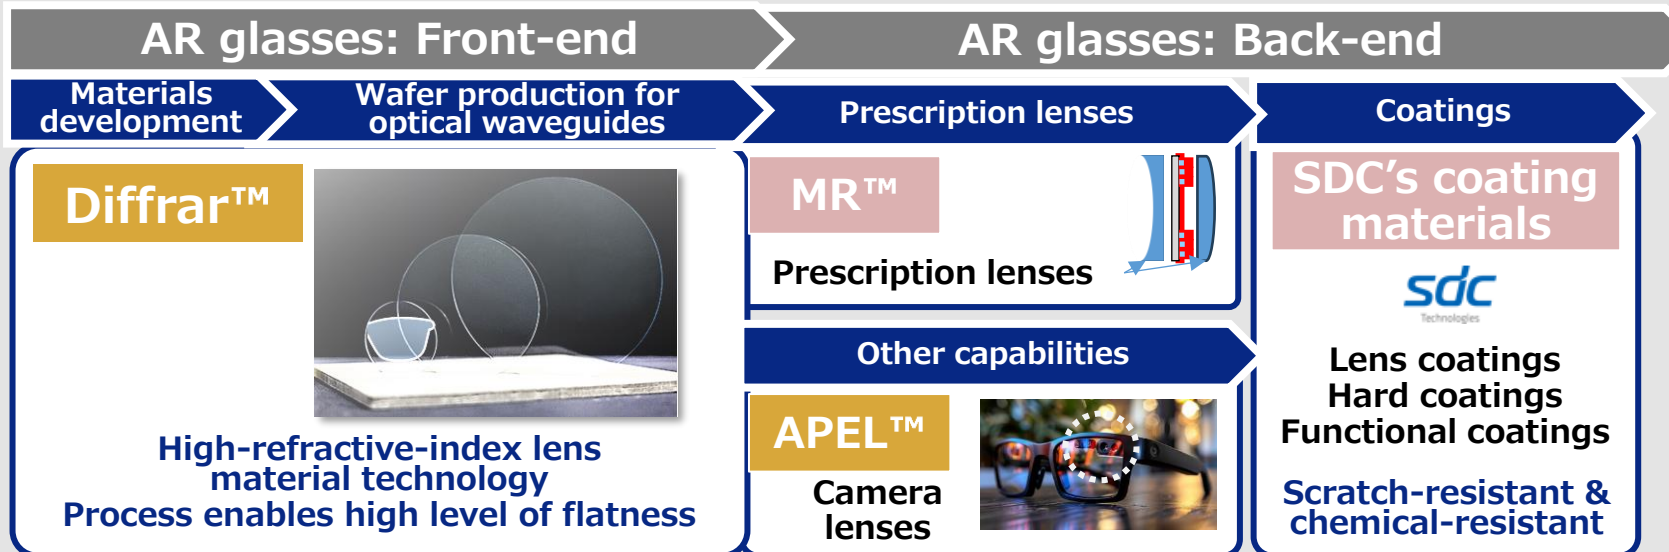 AR glasses: Front-end
AR glasses: Back-end
Materials
development
Wafer production for
optical waveguides
Prescription lenses
Coatings
Diffrar™
High-refractive-index lens
material technology
Process enables high level of flatness
MR™
Prescription lenses
Other capabilities
APEL™
Camera
lenses
SDC’s coating
materials
sdc
Technologies
Lens coatings
Hard coatings
Functional coatings
Scratch-resistant &
chemical-resistant